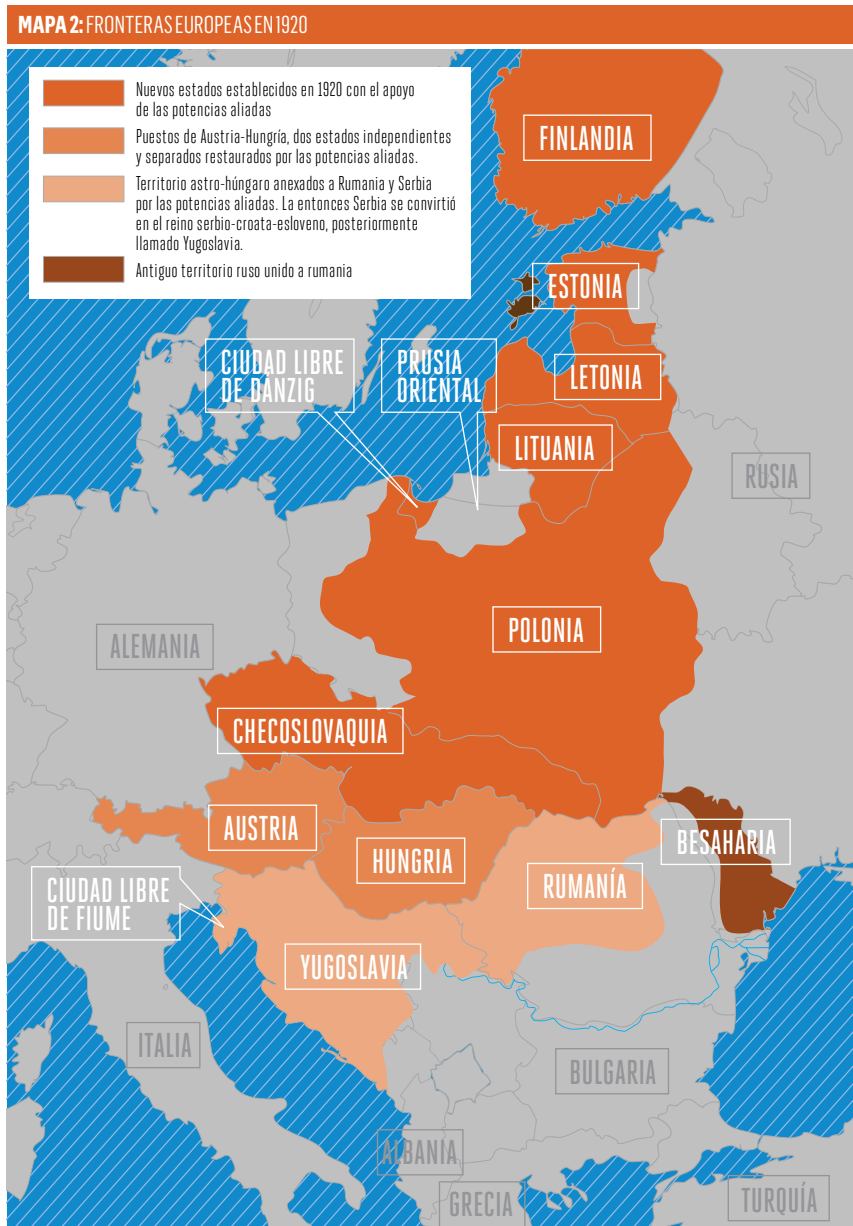 MAPA 2: FRONTERAS EUROPEAS EN 1920
Nuevos estados establecidos en 1920 con el apoyo
de las potencias aliadas
Puestos de Austria-Hungría, dos estados independientes
y separados restaurados por las potencias aliadas.
Territorio astro-húngaro anexados a Rumania y Serbia
por las potencias aliadas. La entonces Serbia se convirtió
en el reino serbio-croata-esloveno, posteriormente
llamado Yugoslavia.
Antiguo territorio ruso unido a rumania
FINLANDIA
ESTONIA
CIUDAD LIBRE
DE DÁNZIG
PRUSIA
ORIENTAL
LETONIA
LITUANIA
RUSIA
POLONIA
ALEMANIA
CHECOSLOVAQUIA
AUSTRIA
HUNGRIA
BESAHARIA
RUMANÍA
CIUDAD LIBRE
DE FIUME
YUGOSLAVIA
ITALIA
BULGARIA
ALBANIA
GRECIA
TURQUÍA